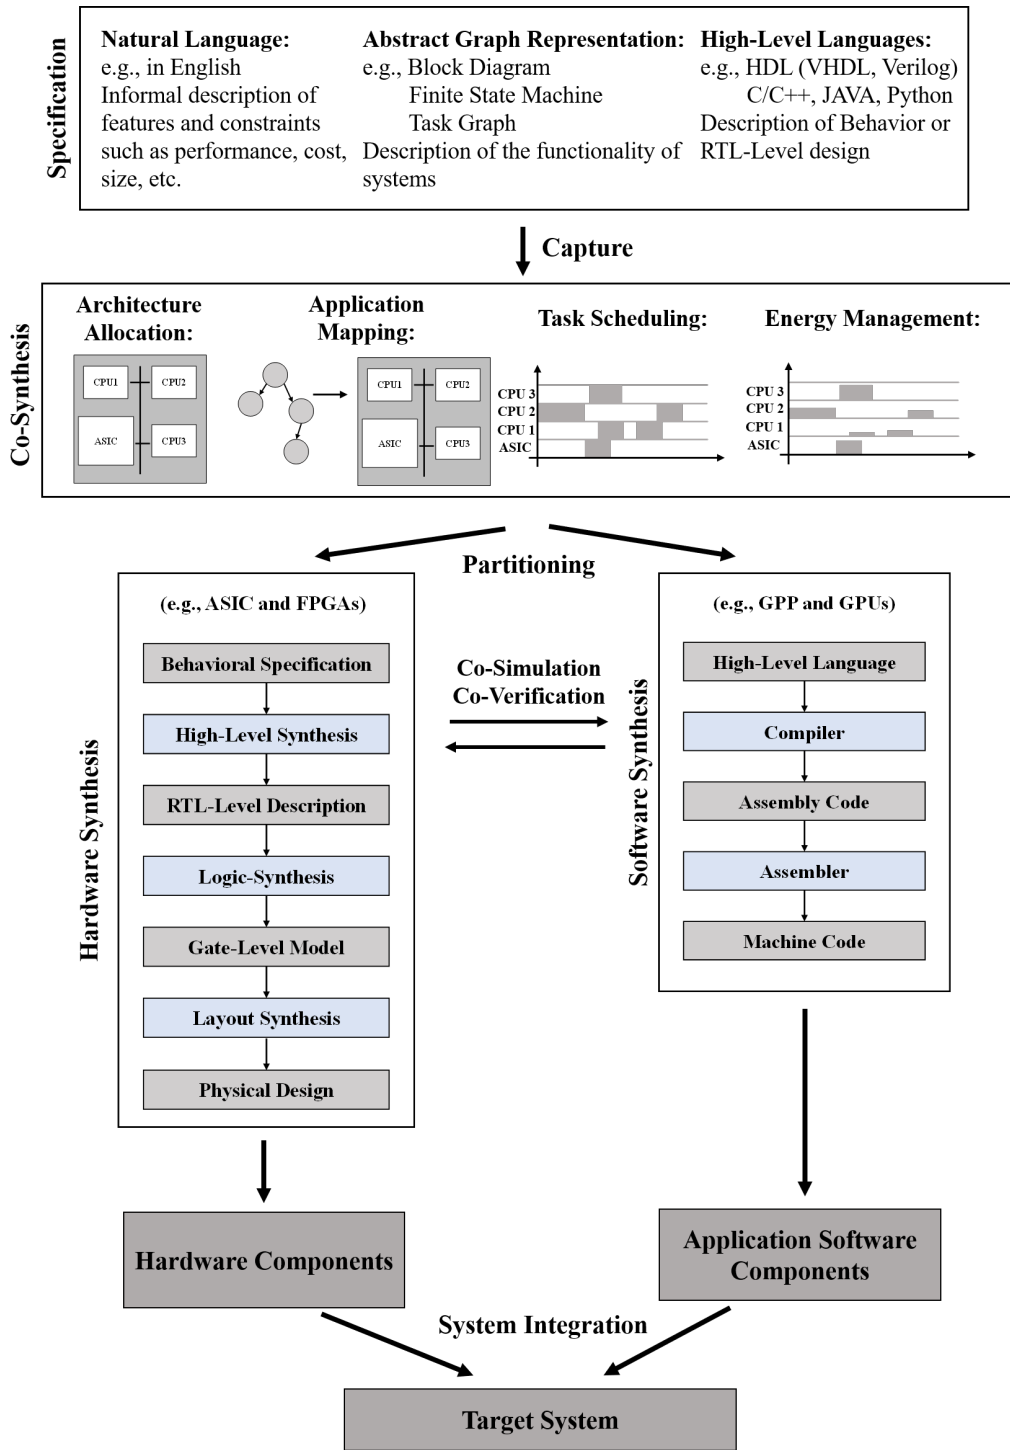 Specification
Natural Language:
e.g., in English
Informal description of
features and constraints
such as performance, cost,
size, etc.
Abstract Graph Representation:
e.g., Block Diagram
Finite State Machine
Task Graph
Description of the functionality of
systems
High-Level Languages:
e.g., HDL (VHDL, Verilog)
C/C++, JAVA, Python
Description of Behavior or
RTL-Level design
Capture
Co-Synthesis
Architecture
Allocation:
CPU1
CPU2
ASIC
CPU3
Application
Mapping:
CPU1
CPU2
ASIC
CPU3
Task Scheduling:
CPU 3
CPU 2
CPU 1
ASIC
Energy Management:
CPU 3
CPU 2
CPU 1
ASIC
Partitioning
Hardware Synthesis
(e.g., ASIC and FPGAs)
Behavioral Specification
High-Level Synthesis
RTL-Level Description
Logic-Synthesis
Gate-Level Model
Layout Synthesis
Physical Design
Co-Simulation
Co-Verification
Software Synthesis
(e.g., GPP and GPUs)
High-Level Language
Compiler
Assembly Code
Assembler
Machine Code
Hardware Components
Application Software
Components
System Integration
Target System